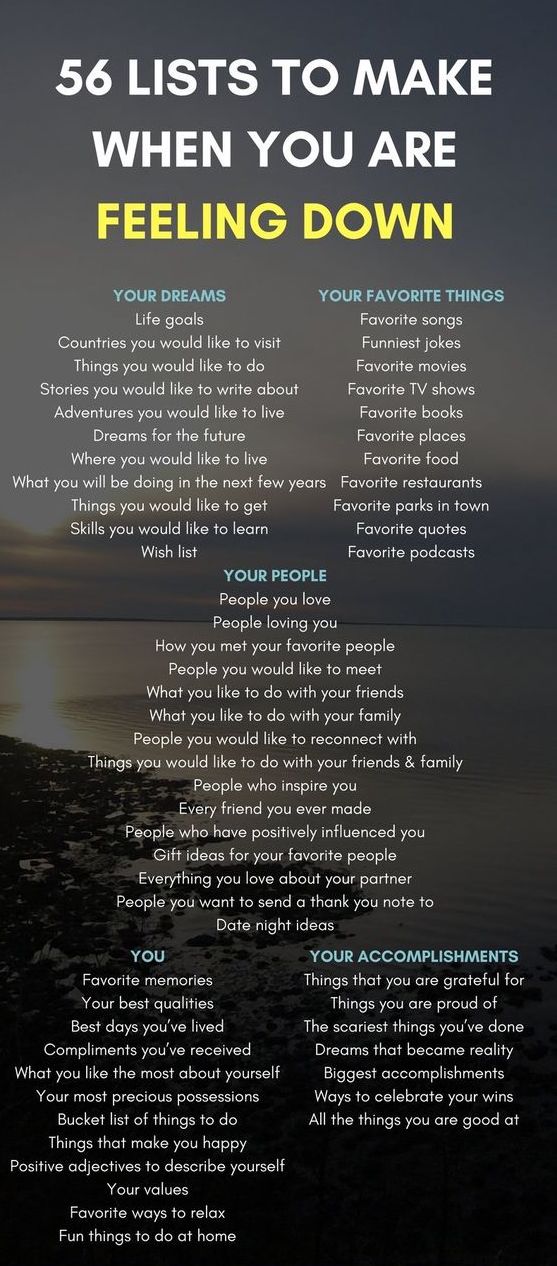 56 LISTS TO MAKE
WHEN YOU ARE
FEELING DOWN
YOUR DREAMS
Life goals
Countries you would like to visit
Things you would like to do
Stories you would like to write about
Adventures you would like to live
Dreams for the future
Where you would like to live
What you will be doing in the next few years
Things you would like to get
Skills you would like to learn
Wish list
YOUR FAVORITE THINGS
Favorite songs
Funniest jokes
Favorite movies
Favorite TV shows
Favorite books
Favorite places
Favorite food
Favorite restaurants
Favorite parks in town
Favorite quotes
Favorite podcasts
YOUR PEOPLE
People you love
People loving you
How you met your favorite people
People you would like to meet
What you like to do with your friends
What you like to do with your family
People you would like to reconnect with
Things you would like to do with your friends & family
People who inspire you
Every friend you ever made
People who have positively influenced you
Gift ideas for your favorite people
Everything you love about your partner
People you want to send a thank you note to
Date night ideas
YOU
Favorite memories
Your best qualities
Best days you've lived
Compliments you've received
What you like the most about yourself
Your most precious possessions
Bucket list of things to do
Things that make you happy
Positive adjectives to describe yourself
Your values
Favorite ways to relax
Fun things to do at home
YOUR ACCOMPLISHMENTS
Things that you are grateful for
Things you are proud of
The scariest things you've done
Dreams that became reality
Biggest accomplishments
Ways to celebrate your wins
All the things you are good at